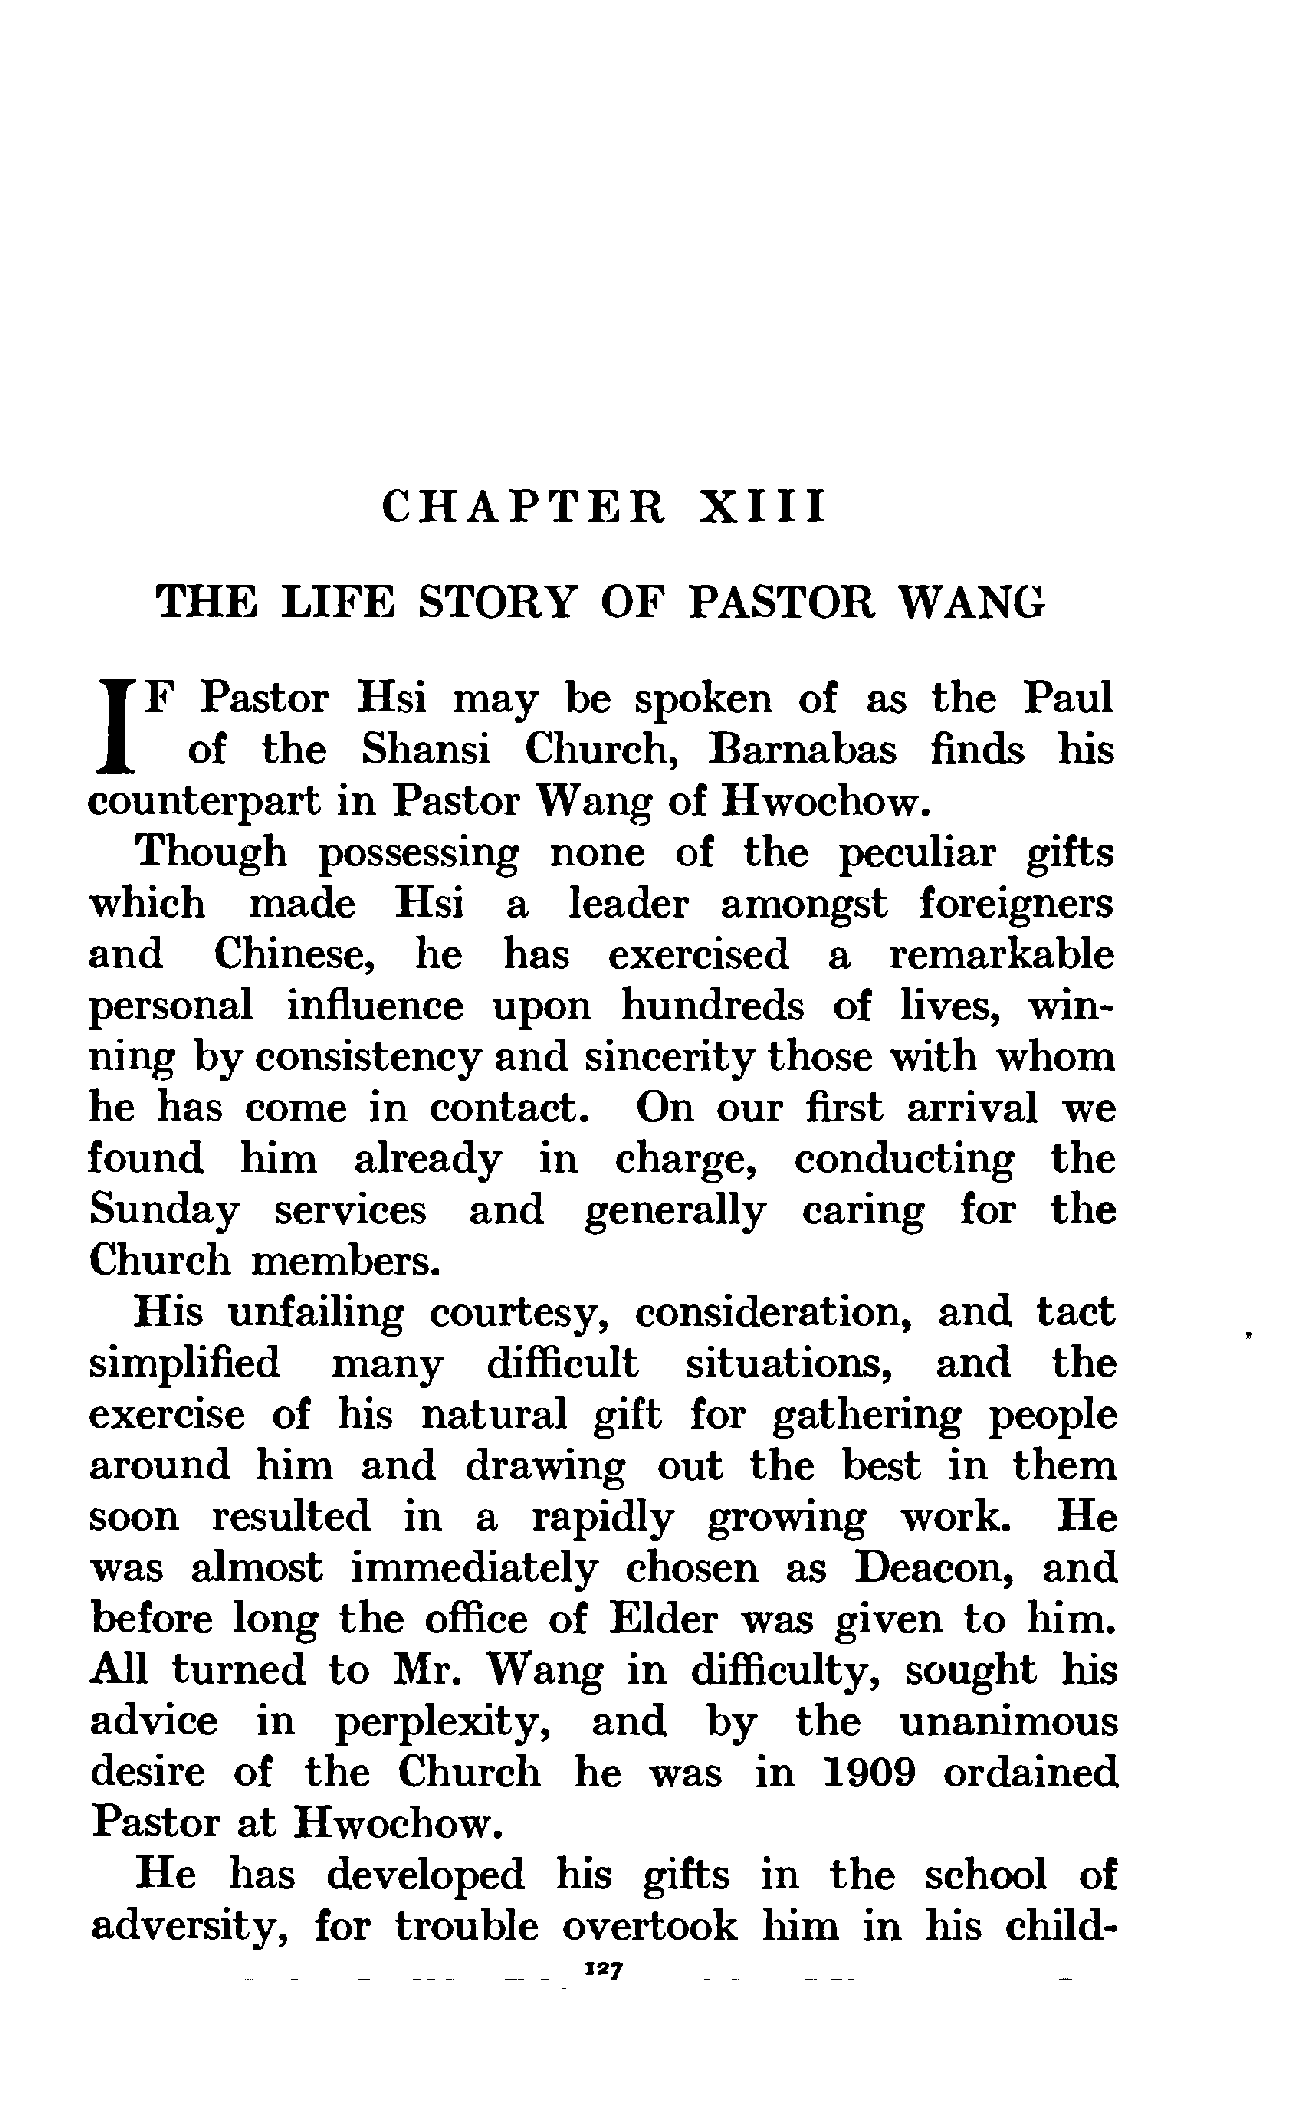 CHAPTER XIII
THE LIFE STORY OF PASTOR WANG
IF Pastor Hsi may be spoken of as the Paul
of the Shansi Church, Barnabas finds his
counterpart in Pastor Wang of Hwochow.
Though possessing none of the peculiar gifts
which made Hsi a leader amongst foreigners
and Chinese, he has exercised a remarkable
personal influence upon hundreds of lives, win-
ning by consistency and sincerity those with whom
he has come in contact. On our first arrival we
found him already in charge, conducting the
Sunday services and generally caring for the
Church members.
His unfailing courtesy, consideration, and tact
simplified many difficult situations, and the
exercise of his natural gift for gathering people
around him and drawing out the best in them
soon resulted in a rapidly growing work. He
was almost immediately chosen as Deacon, and
before long the office of Elder was given to him.
All turned to Mr. Wang in difficulty, sought his
advice in perplexity, and by the unanimous
desire of the Church he was in 1909 ordained
Pastor at Hwochow.
He has developed his gifts in the school of
adversity, for trouble overtook him in his child-
127